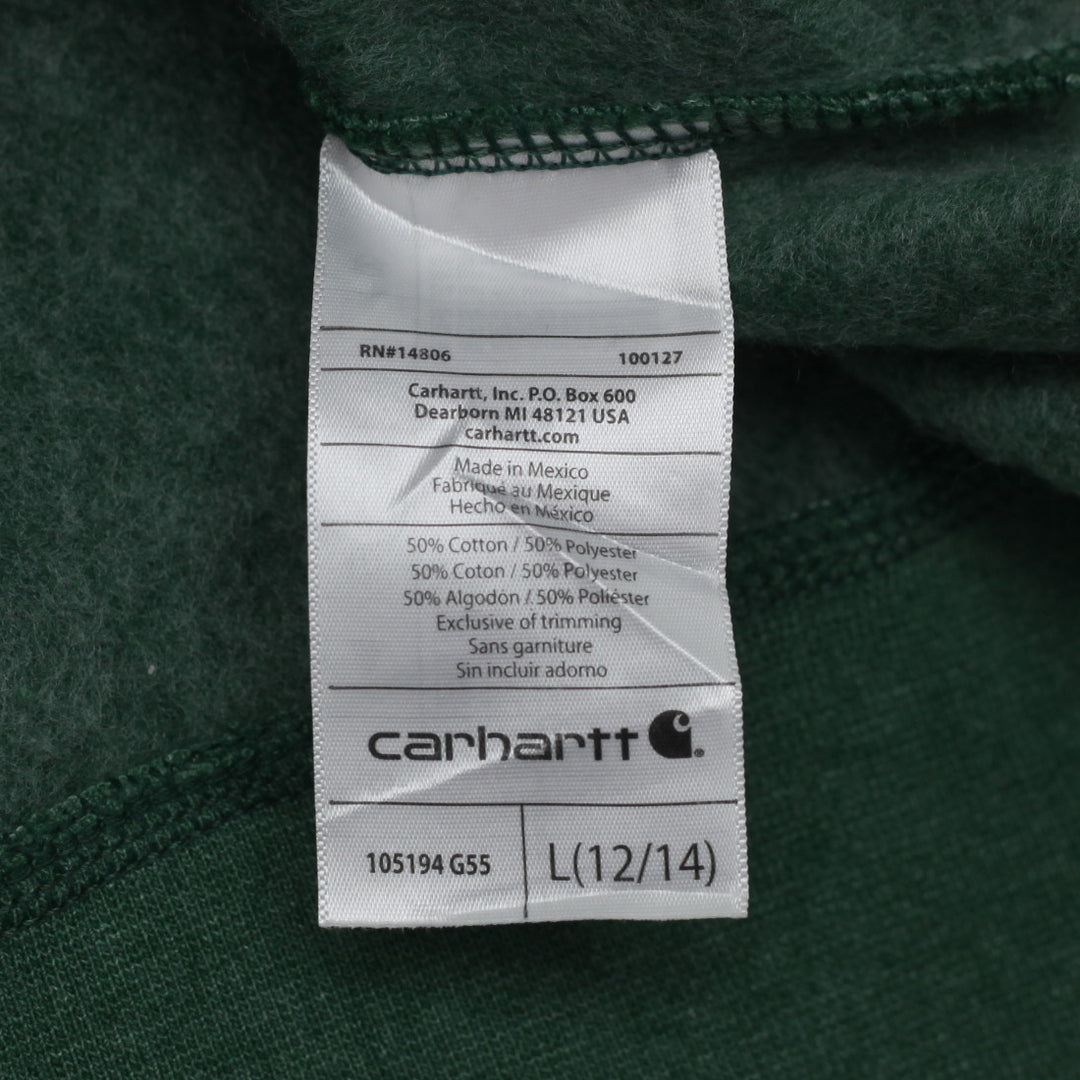 RN#14806 100127
Carhartt, Inc. P.O. Box 600
Dearborn MI 48121 USA
carhartt.com
Made in Mexico
Fabriqué au Mexique
Hecho en México
50% Cotton / 50% Polyester
50% Coton / 50% Polyester
50% Algodon / 50% Poliéster
Exclusive of trimming
Sans garniture
Sin incluir adorno
carhartt
105194 G55 L(12/14)